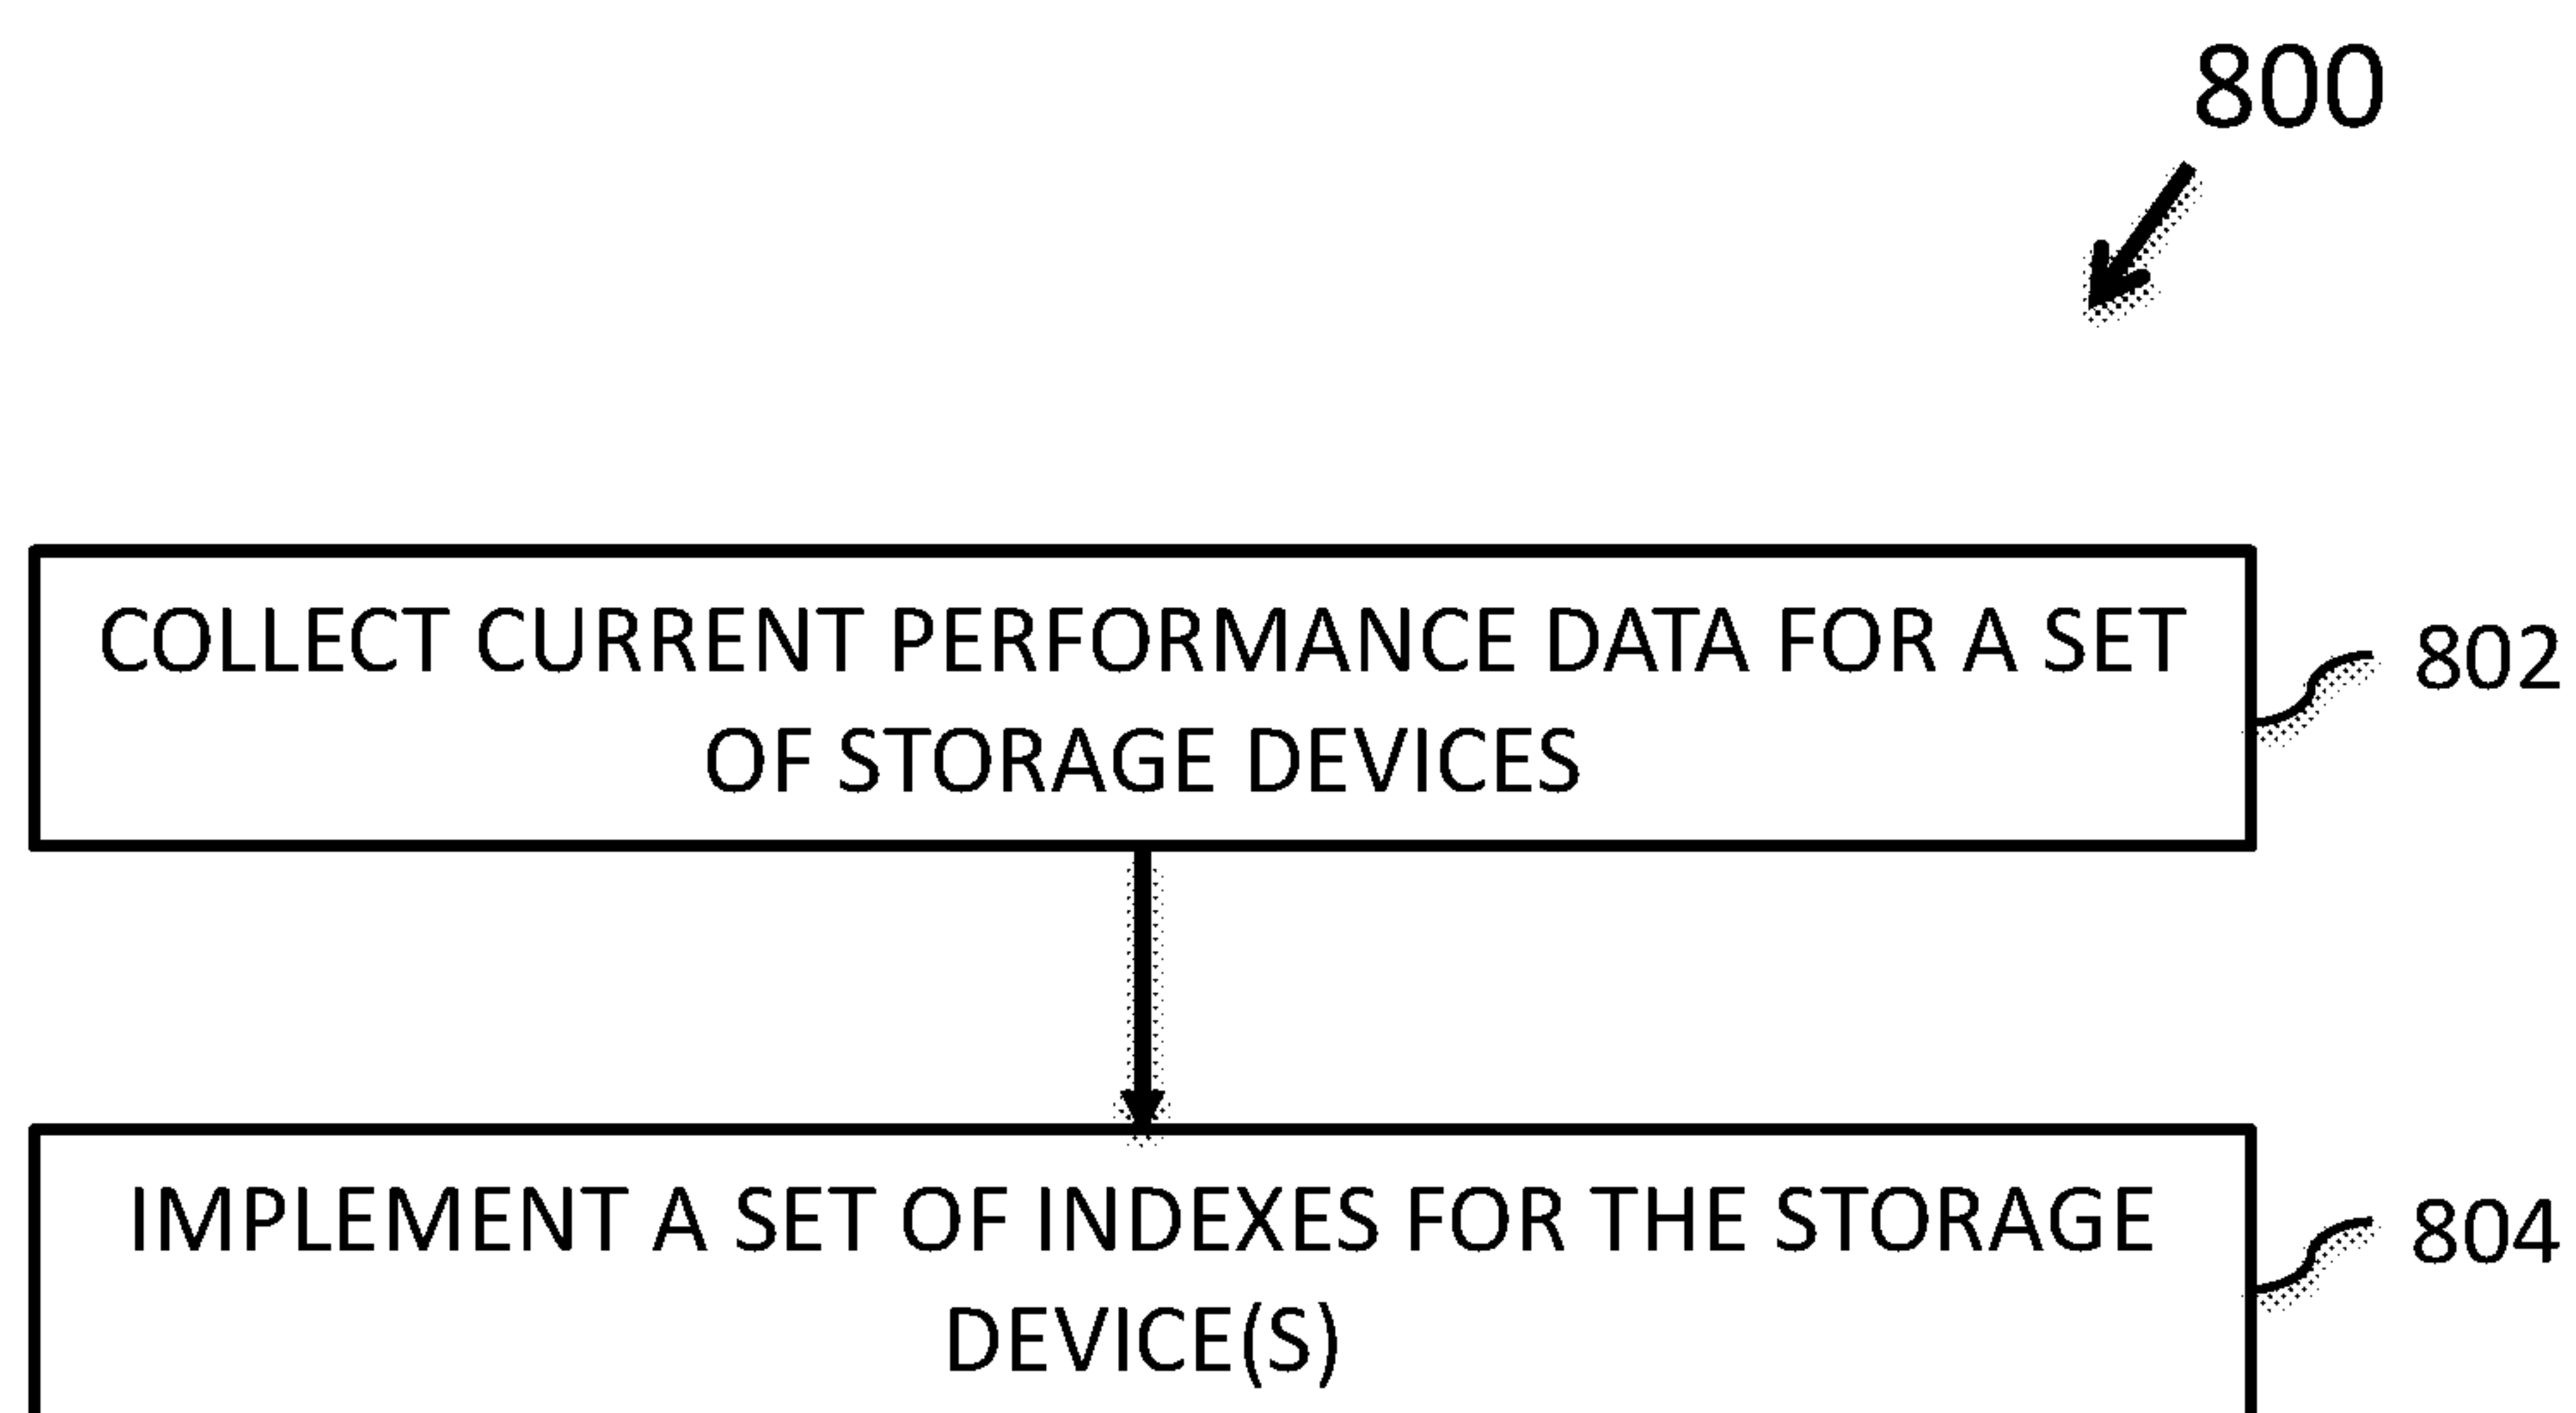 800
COLLECT CURRENT PERFORMANCE DATA FOR A SET
OF STORAGE DEVICES
802
IMPLEMENT A SET OF INDEXES FOR THE STORAGE
DEVICE(S)
804